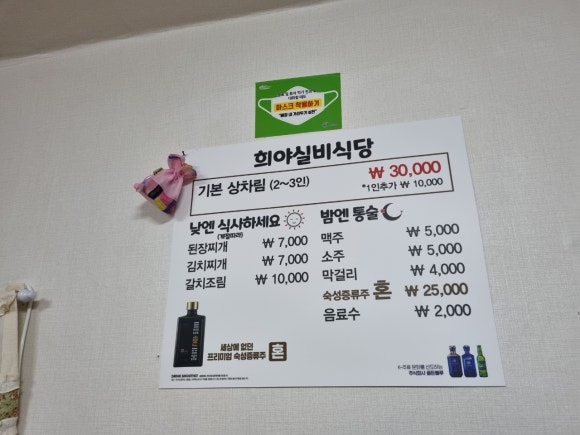 마스크 착용하기
희야실비식당
기본 상차림 (2~3인) ₩ 30,000
*1인추가 ₩ 10,000
낮엔 식사하세요
(계절따라)
된장찌개 ₩ 7,000
김치찌개 ₩ 7,000
갈치조림 ₩ 10,000
밤엔 통술
맥주 ₩ 5,000
소주 ₩ 5,000
막걸리 ₩ 4,000
숙성증류주 혼 ₩ 25,000
음료수 ₩ 2,000
세상에 없던
프리미엄 숙성증류주 혼